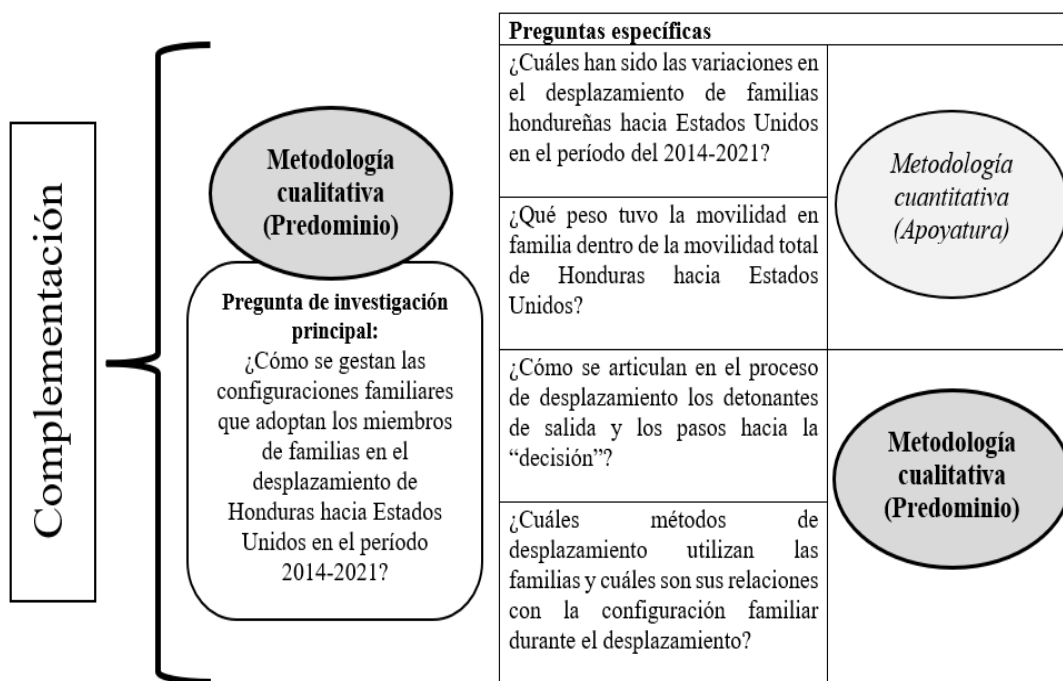 Complementación
Metodología
cualitativa
(Predominio)
Pregunta de investigación
principal:
¿Cómo se gestan las
configuraciones familiares
que adoptan los miembros
de familias en el
desplazamiento de
Honduras hacia Estados
Unidos en el período
2014-2021?
Preguntas específicas
¿Cuáles han sido las variaciones en
el desplazamiento de familias
hondureñas hacia Estados Unidos
en el período del 2014-2021?
¿Qué peso tuvo la movilidad en
familia dentro de la movilidad total
de Honduras hacia Estados
Unidos?
Metodología
cuantitativa
(Apoyatura)
¿Cómo se articulan en el proceso
de desplazamiento los detonantes
de salida y los pasos hacia la
“decisión”?
¿Cuáles métodos de
desplazamiento utilizan las
familias y cuáles son sus relaciones
con la configuración familiar
durante el desplazamiento?
Metodología
cualitativa
(Predominio)